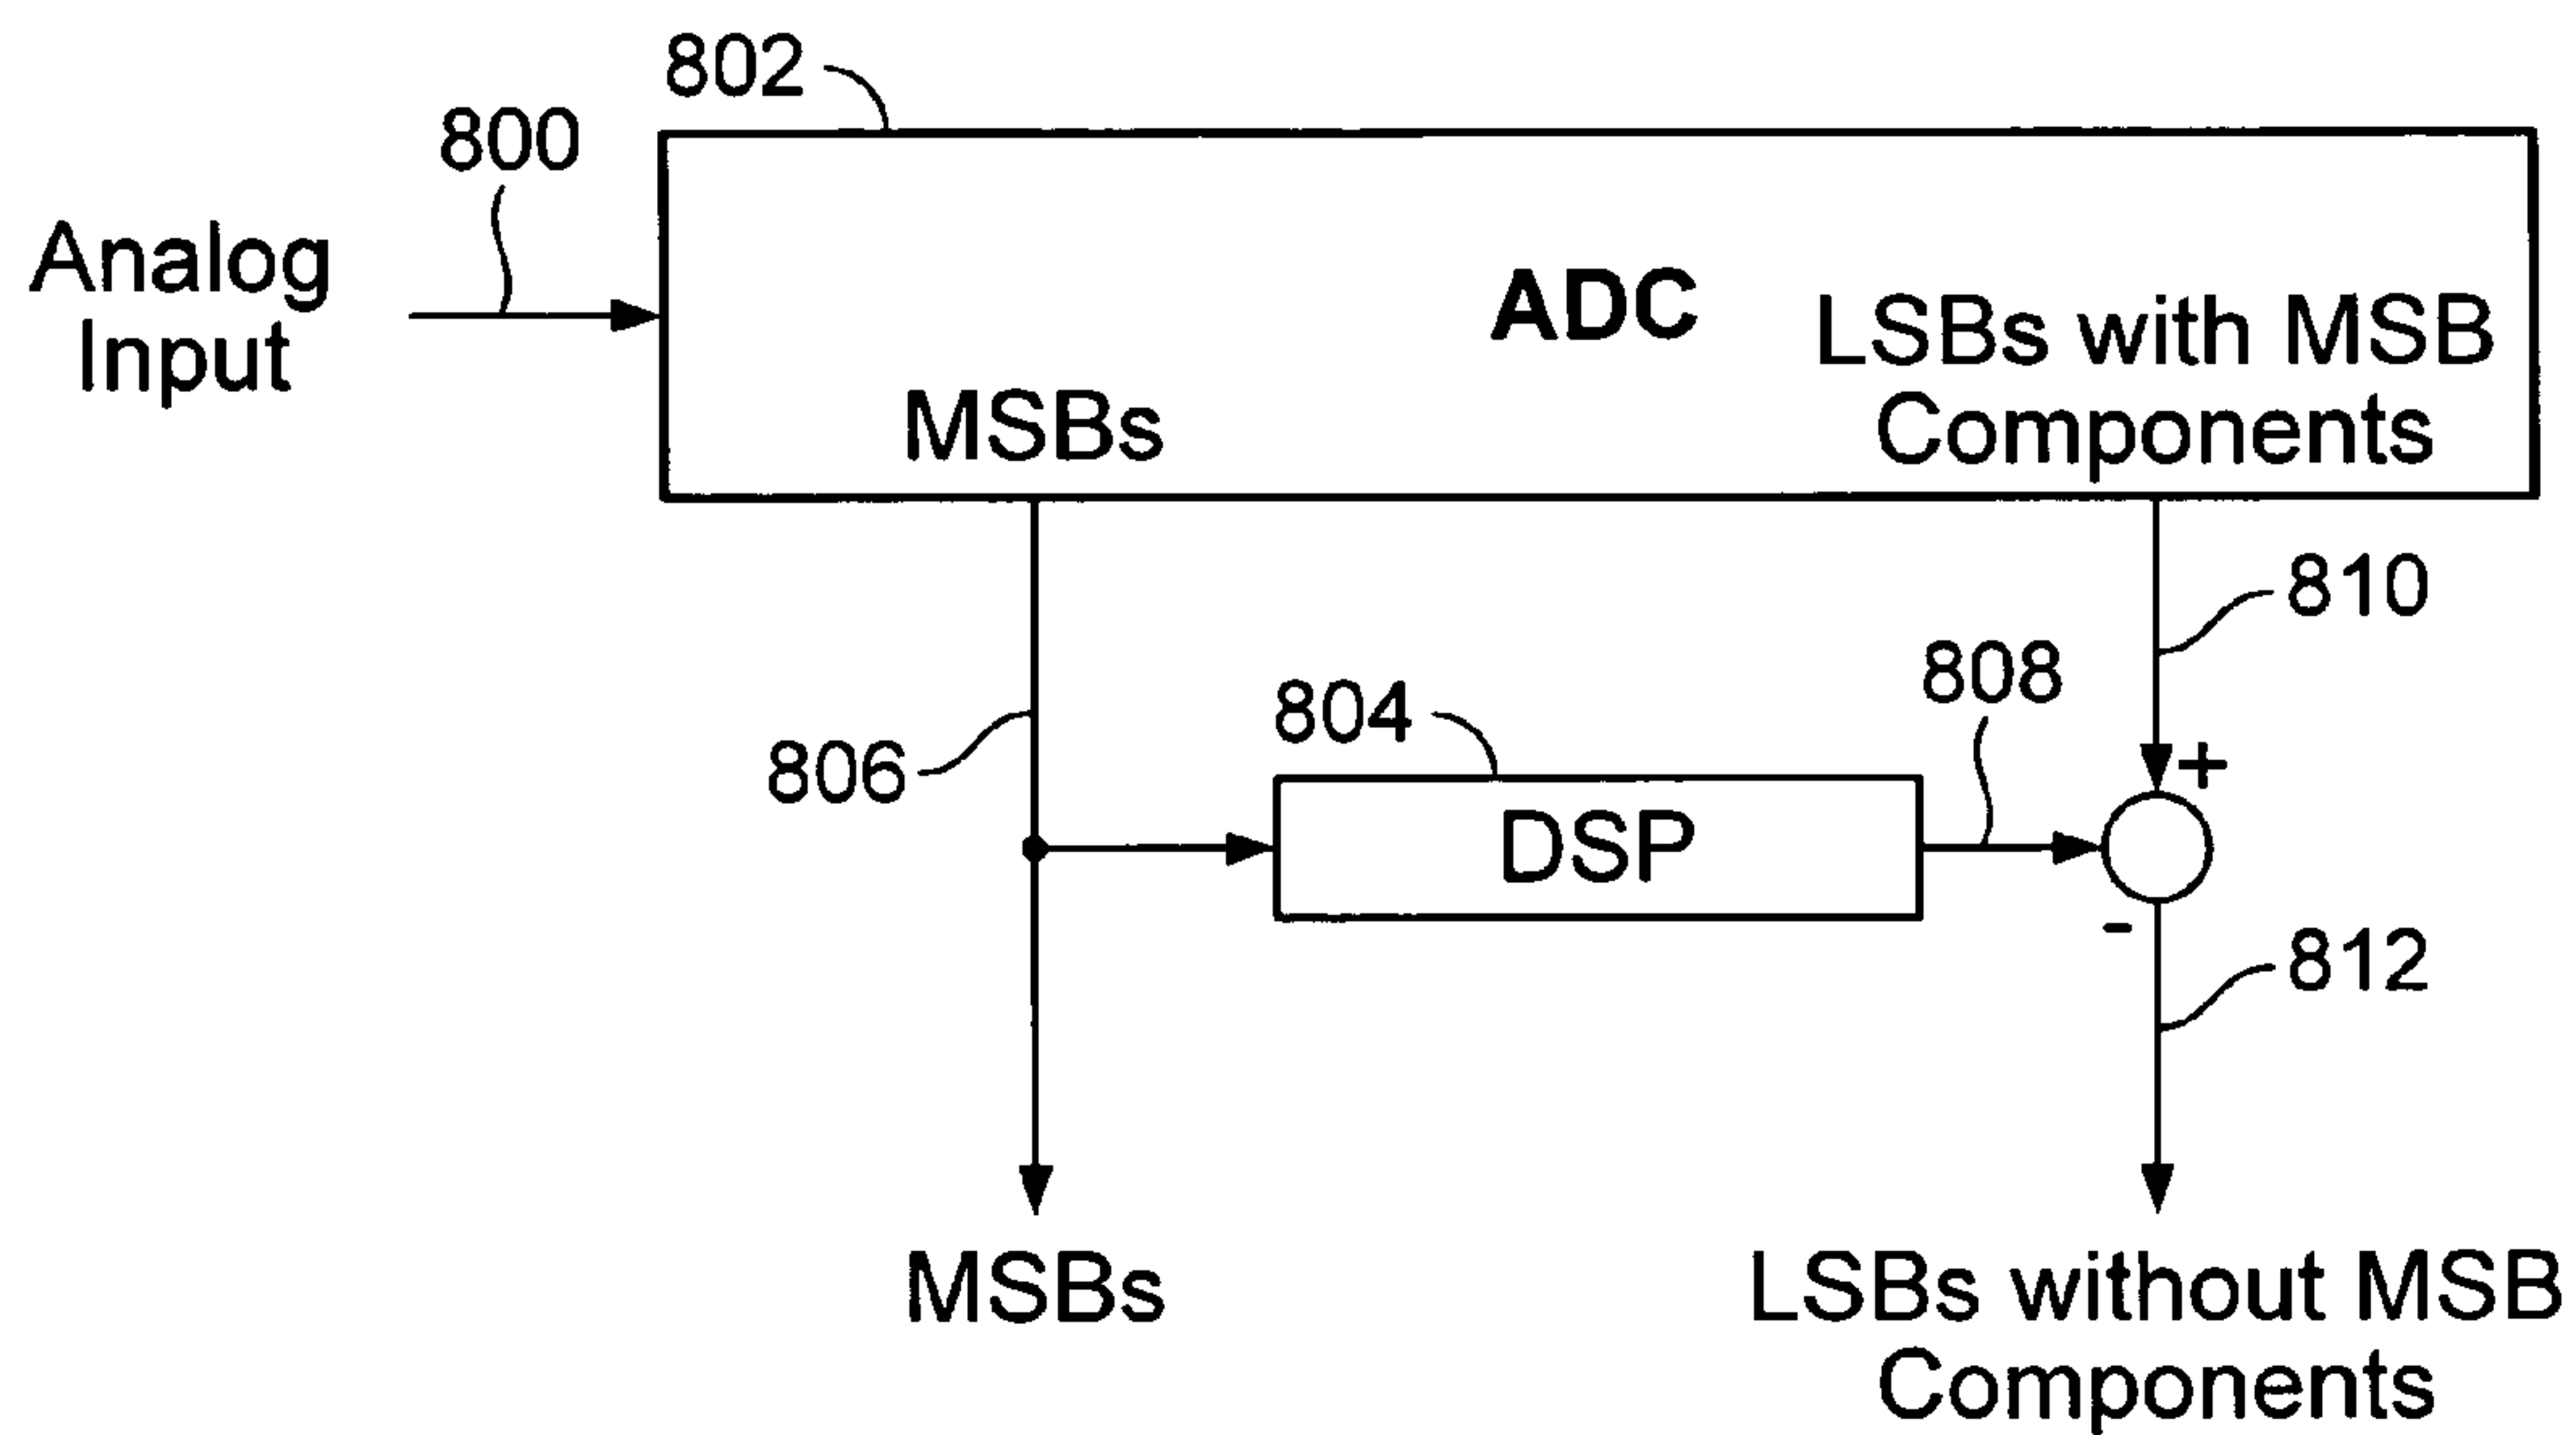 802
800
Analog
Input
ADC
LSBs with MSB
Components
MSBs
810
808
804
806
DSP
+
-
812
MSBs
LSBs without MSB
Components